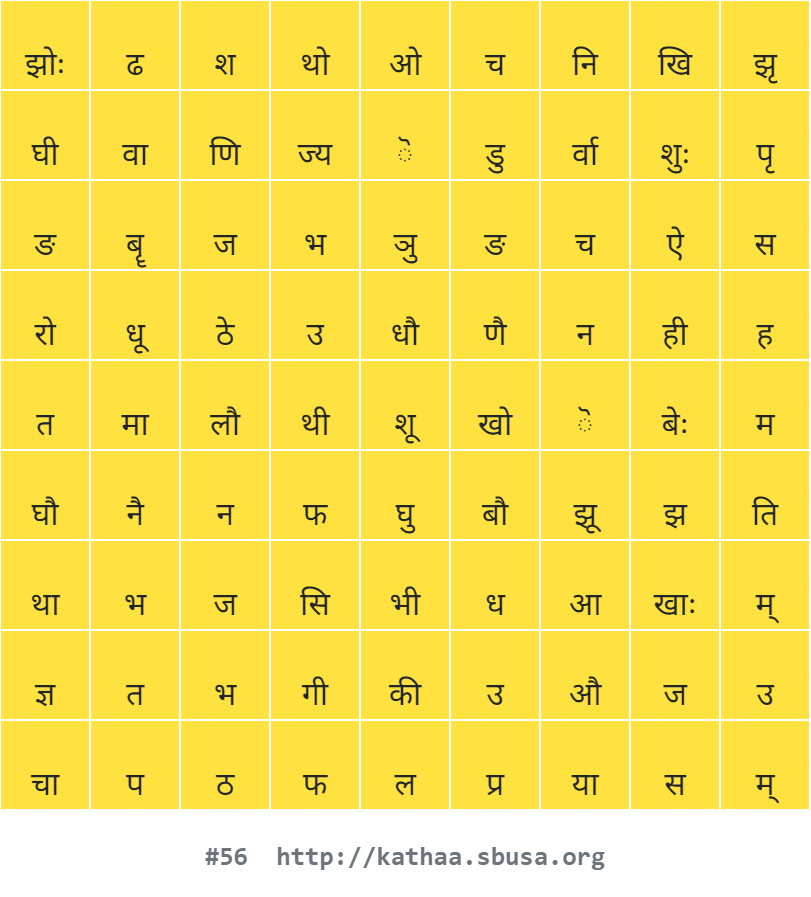 झोः ढ श थो ओ च नि खि झृ
घी वा णि ज्य ॆ डु र्वा शुः पृ
ङ बॄ ज भ ञु ङ च ऐ स
रो धू ठे उ धौ णै न ही ह
त मा लौ थी शू खो ॆ बेः म
घौ नै न फ घु बौ झू झ ति
था भ ज सि भी ध आ खाः म्
ज्ञ त भ गी की उ औ ज उ
चा प ठ फ ल प्र या स म्
#56 http://kathaa.sbusa.org